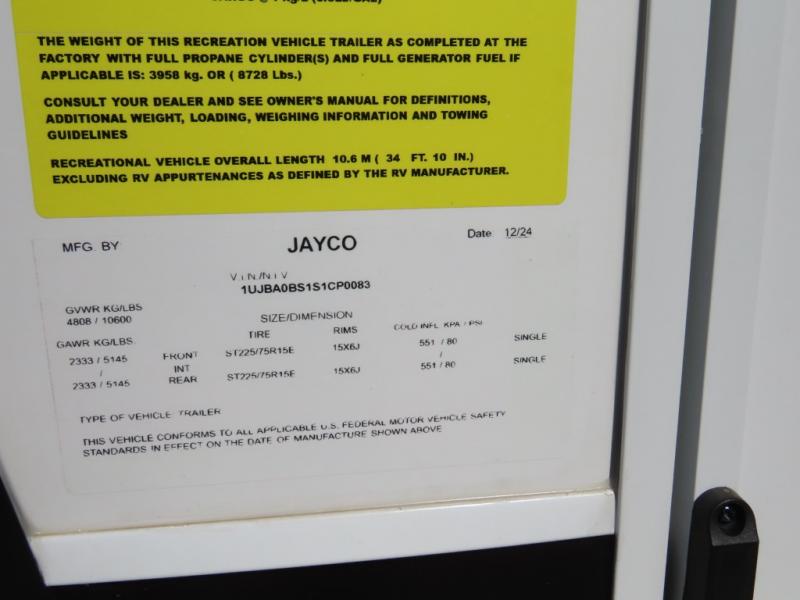 THE WEIGHT OF THIS RECREATION VEHICLE TRAILER AS COMPLETED AT THE
FACTORY WITH FULL PROPANE CYLINDER(S) AND FULL GENERATOR FUEL IF
APPLICABLE IS: 3958 kg. OR ( 8728 Lbs.)
CONSULT YOUR DEALER AND SEE OWNER'S MANUAL FOR DEFINITIONS,
ADDITIONAL WEIGHT, LOADING, WEIGHING INFORMATION AND TOWING
GUIDELINES
RECREATIONAL VEHICLE OVERALL LENGTH 10.6 M ( 34 FT. 10 IN.)
EXCLUDING RV APPURTENANCES AS DEFINED BY THE RV MANUFACTURER.
MFG. BY JAYCO Date 12/24
V I N./N I V
1UJBA0BS1S1CP0083
GVWR KG/LBS
4808 / 10600
SIZE/DIMENSION
GAWR KG/LBS. TIRE RIMS COLD INFL. KPA / PSI
2333 / 5145 FRONT ST225/75R15E 15X6J 551 / 80 SINGLE
/ INT /
2333 / 5145 REAR ST225/75R15E 15X6J 551 / 80 SINGLE
TYPE OF VEHICLE TRAILER
THIS VEHICLE CONFORMS TO ALL APPLICABLE U.S. FEDERAL MOTOR VEHICLE SAFETY
STANDARDS IN EFFECT ON THE DATE OF MANUFACTURE SHOWN ABOVE